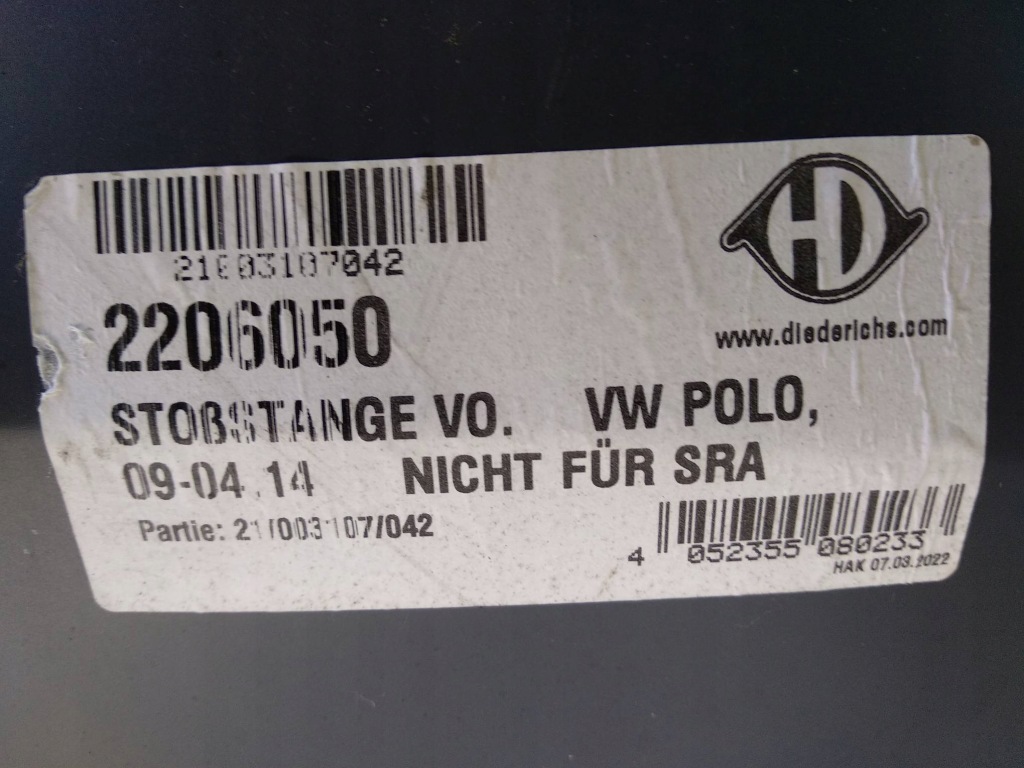 21003107042
HD
www.diederichs.com
2206050
STOßSTANGE VO. VW POLO,
09-04.14 NICHT FÜR SRA
Partie: 21/003107/042
4 052355 080233
HAK 07.03.2022